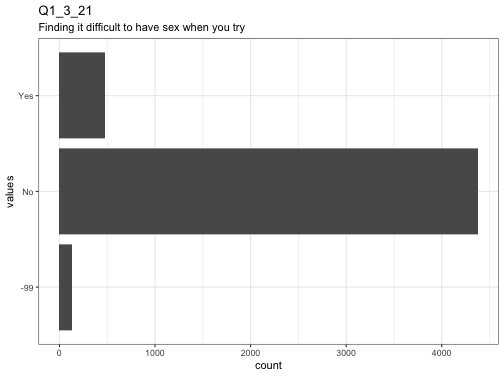 Q1_3_21
Finding it difficult to have sex when you try
values
Yes
No
-99
0 1000 2000 3000 4000
count